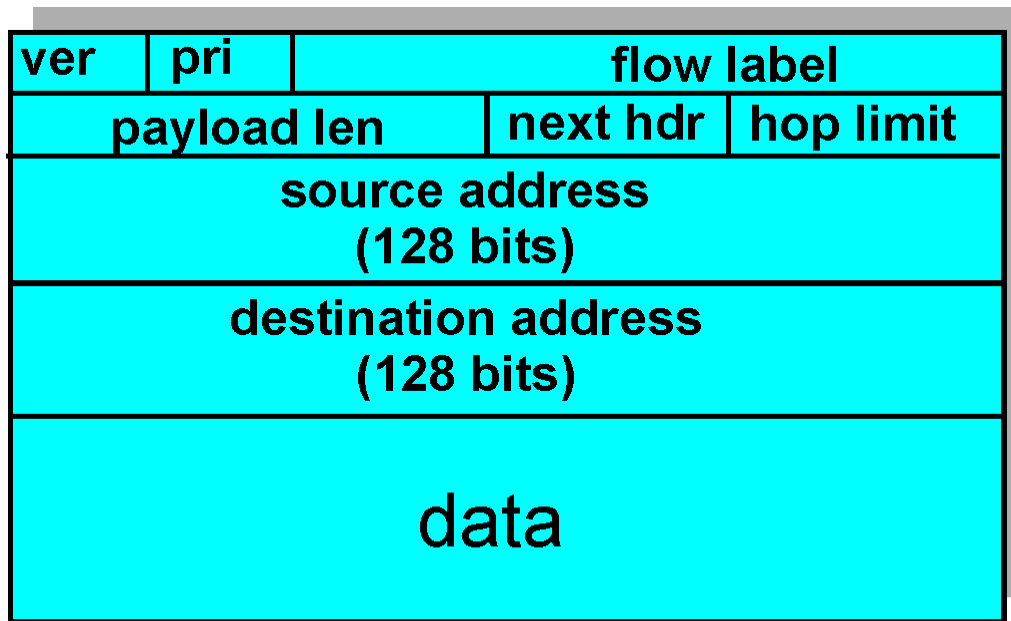 ver pri flow label
payload len next hdr hop limit
source address
(128 bits)
destination address
(128 bits)
data